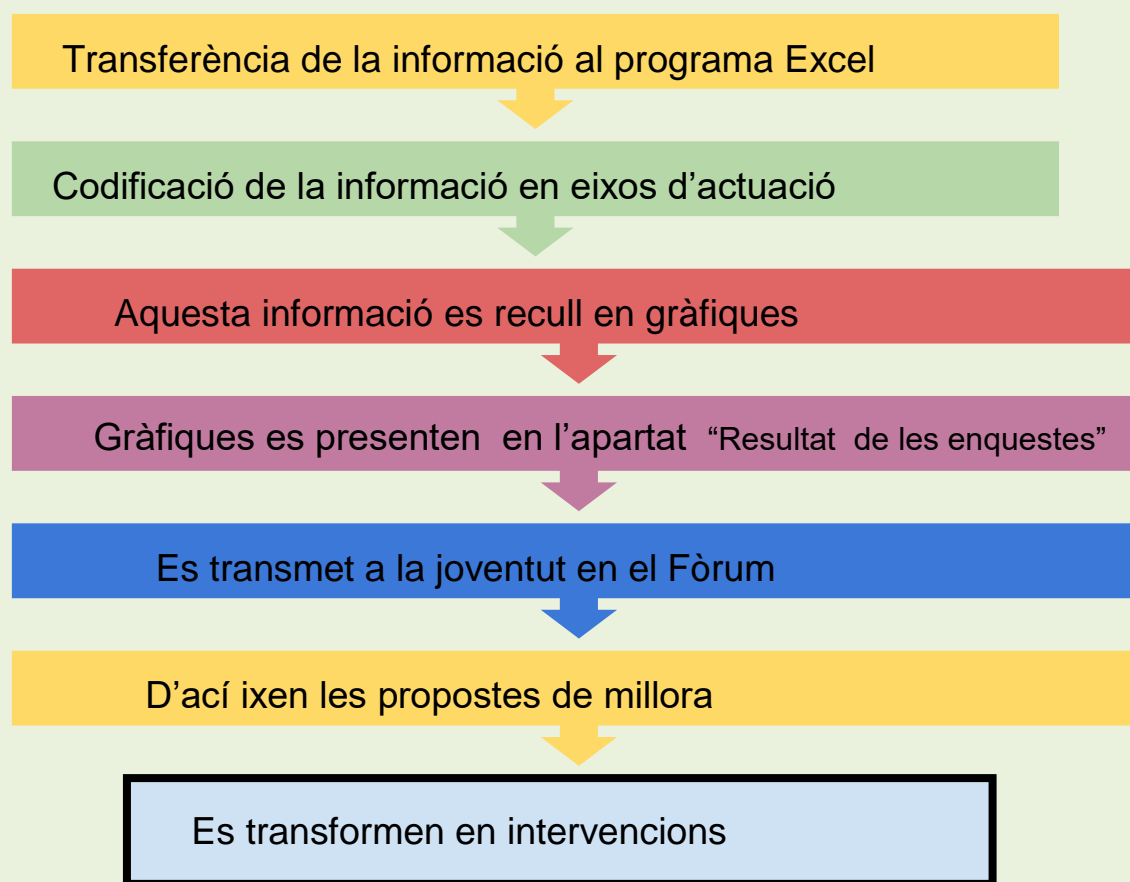 Transferència de la informació al programa Excel
Codificació de la informació en eixos d’actuació
Aquesta informació es recull en gràfiques
Gràfiques es presenten en l’apartat “Resultat de les enquestes”
Es transmet a la joventut en el Fòrum
D’ací ixen les propostes de millora
Es transformen en intervencions